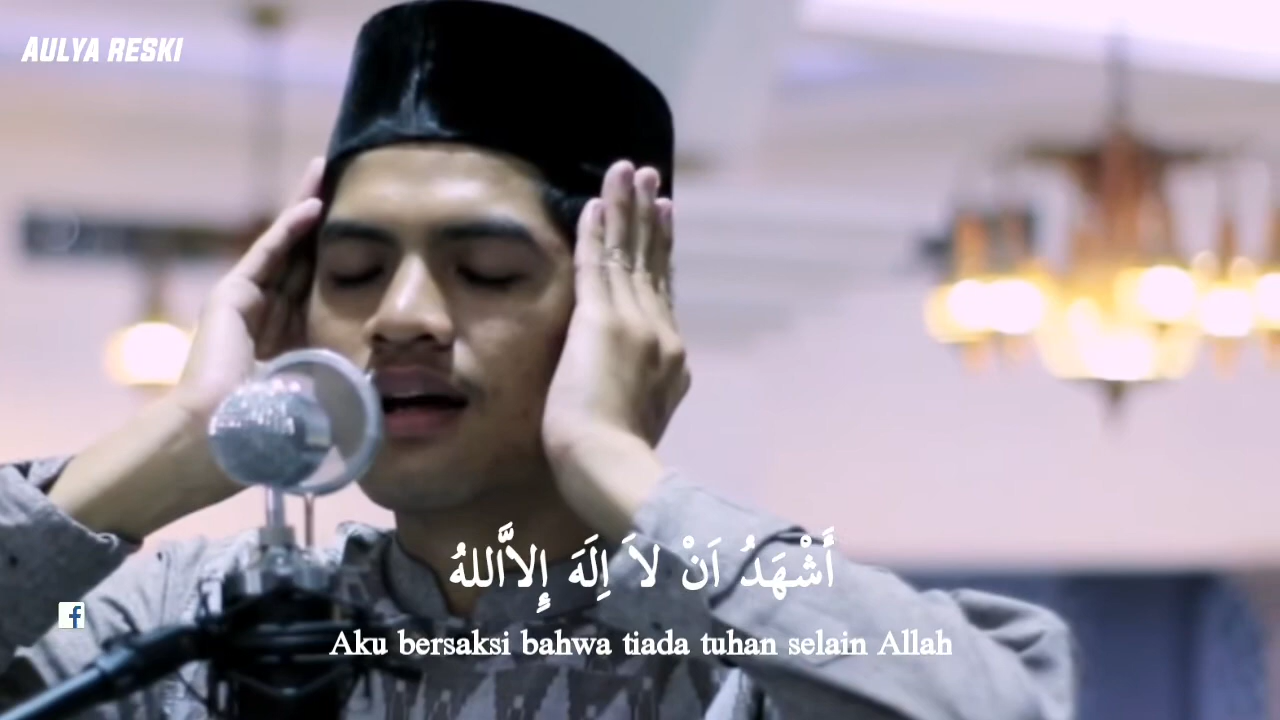 AULYA RESKI
أَشْهَدُ اَنْ لاَ اِلَهَ إِلاَّاللهُ
Aku bersaksi bahwa tiada tuhan selain Allah